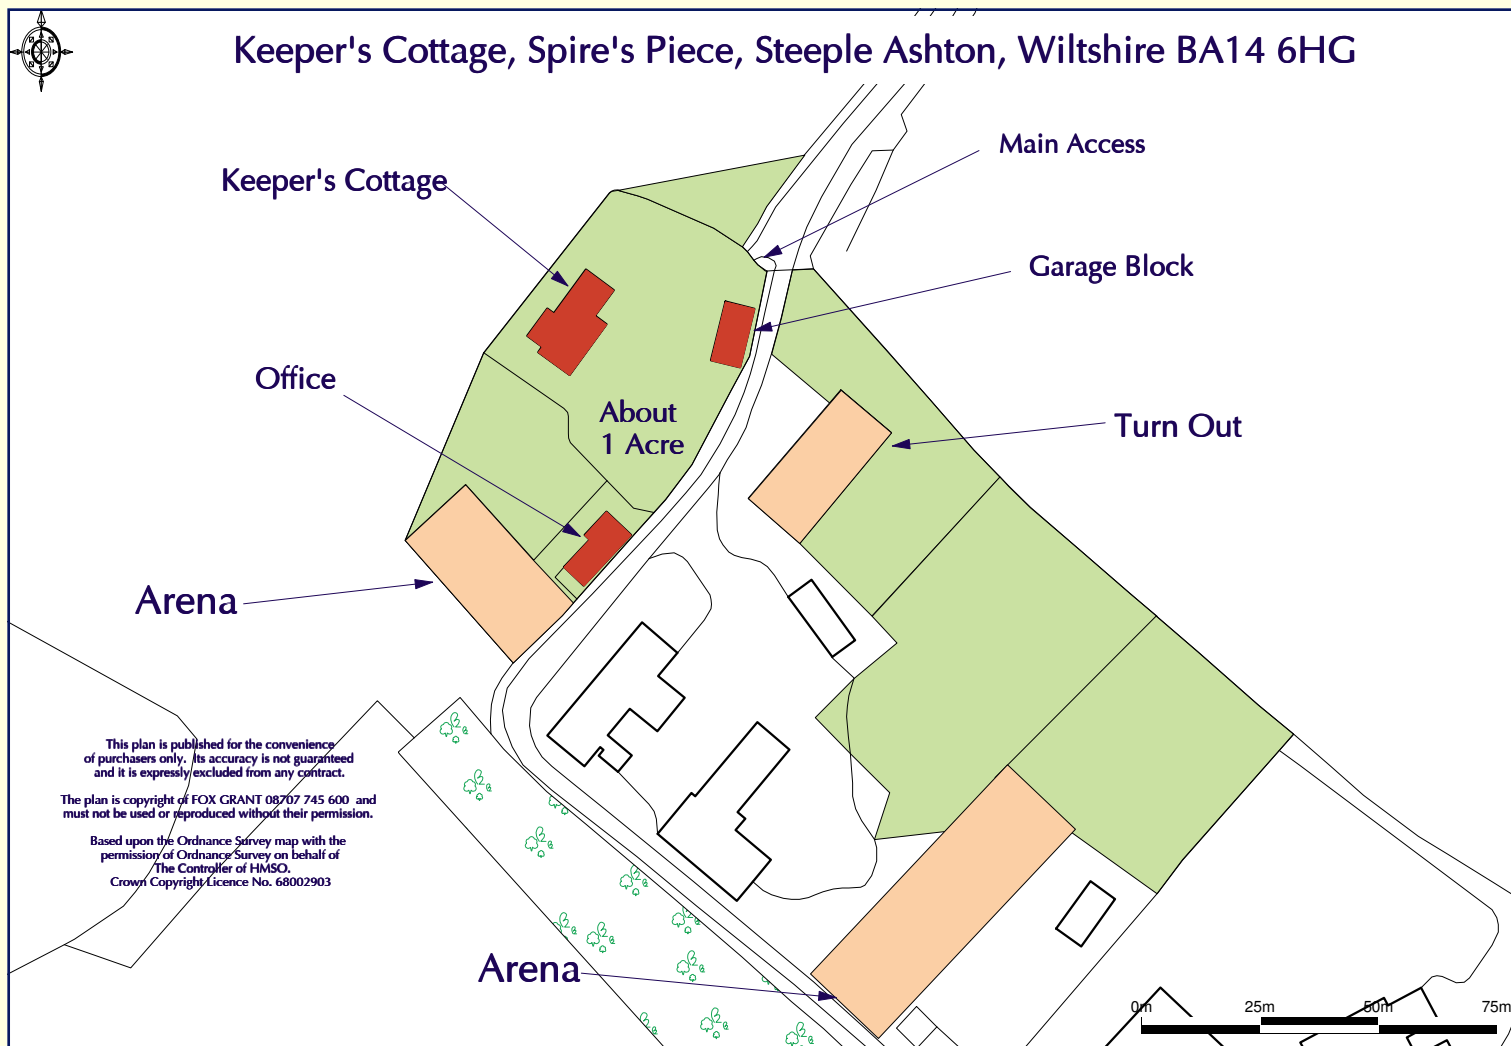 Keeper's Cottage, Spire's Piece, Steeple Ashton, Wiltshire BA14 6HG
Main Access
Keeper's Cottage
Garage Block
Office
About
1 Acre
Turn Out
Arena
This plan is published for the convenience
of purchasers only. Its accuracy is not guaranteed
and it is expressly excluded from any contract.
The plan is copyright of FOX GRANT 08707 745 600 and
must not be used or reproduced without their permission.
Based upon the Ordnance Survey map with the
permission of Ordnance Survey on behalf of
The Controller of HMSO.
Crown Copyright Licence No. 68002903
Arena
0m 25m 50m 75m